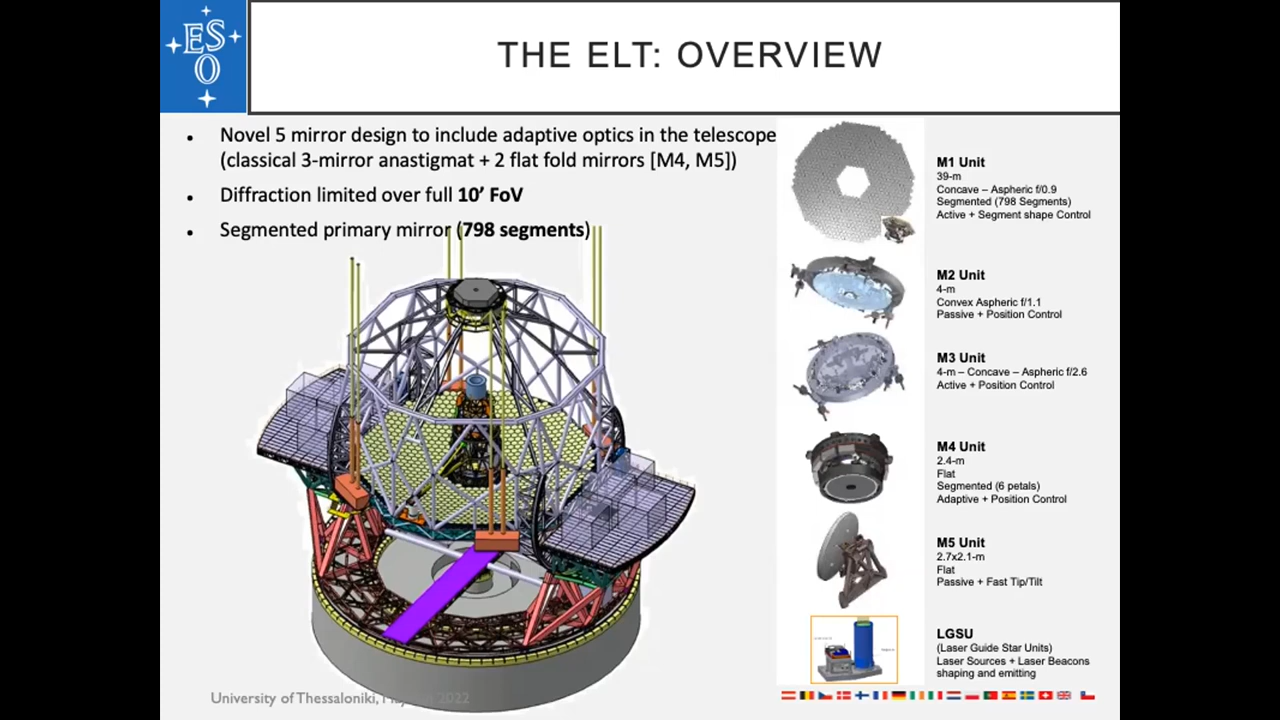 ESO
THE ELT: OVERVIEW
• Novel 5 mirror design to include adaptive optics in the telescope
(classical 3-mirror anastigmat + 2 flat fold mirrors [M4, M5])
• Diffraction limited over full 10’ FoV
• Segmented primary mirror (798 segments)
M1 Unit
39-m
Concave – Aspheric f/0.9
Segmented (798 Segments)
Active + Segment shape Control
M2 Unit
4-m
Convex Aspheric f/1.1
Passive + Position Control
M3 Unit
4-m – Concave – Aspheric f/2.6
Active + Position Control
M4 Unit
2.4-m
Flat
Segmented (6 petals)
Adaptive + Position Control
M5 Unit
2.7x2.1-m
Flat
Passive + Fast Tip/Tilt
LGSU
(Laser Guide Star Units)
Laser Sources + Laser Beacons
shaping and emitting
University of Thessaloniki, 2022